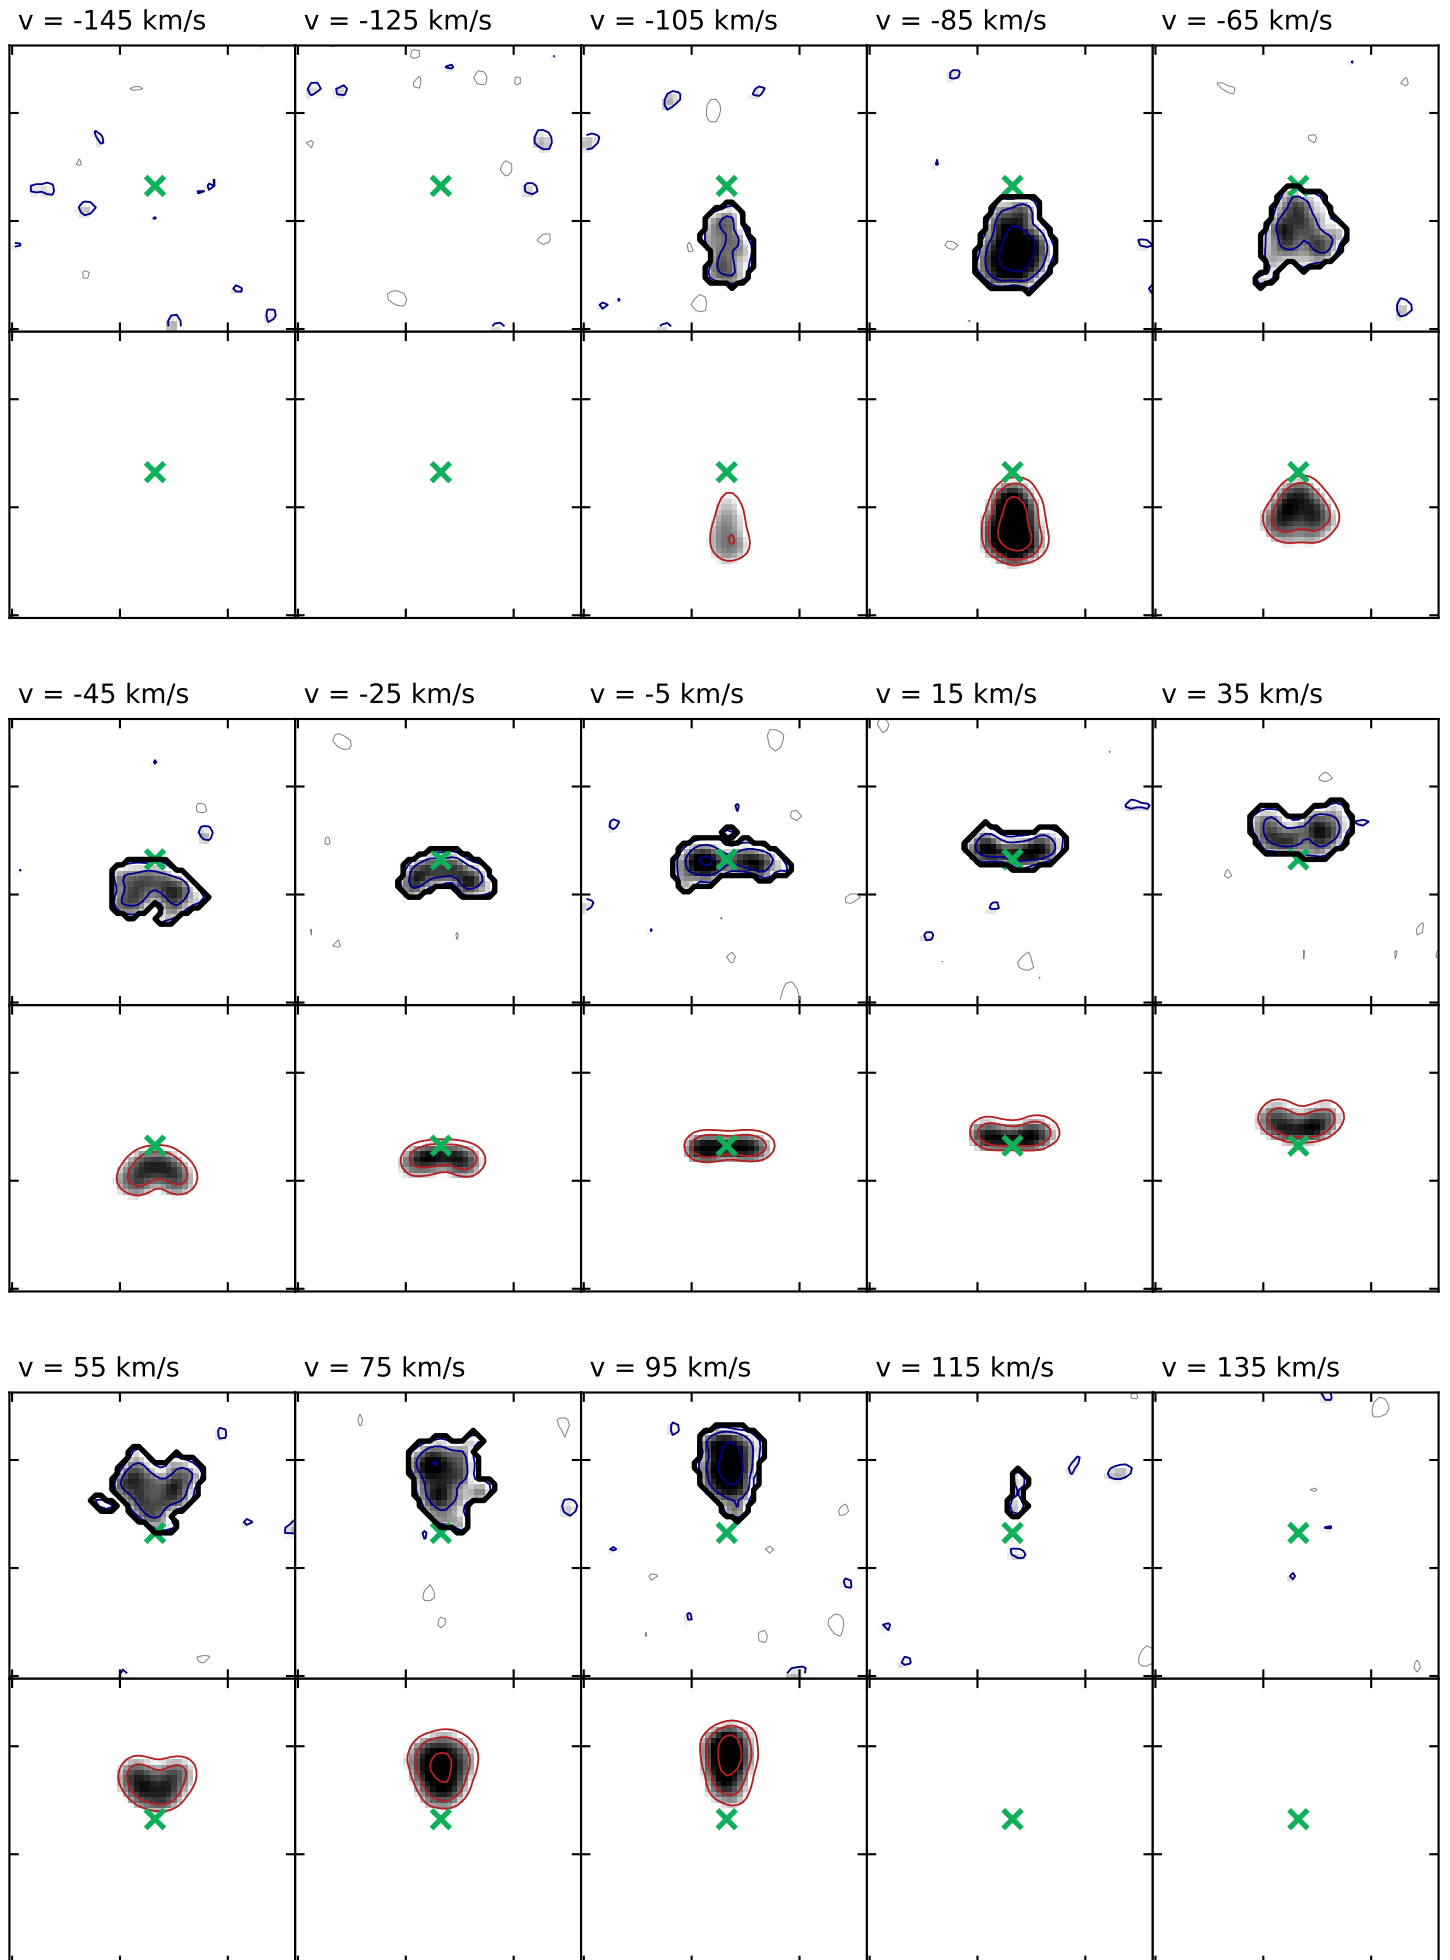 v = -145 km/s
v = -125 km/s
v = -105 km/s
v = -85 km/s
v = -65 km/s
v = -45 km/s
v = -25 km/s
v = -5 km/s
v = 15 km/s
v = 35 km/s
v = 55 km/s
v = 75 km/s
v = 95 km/s
v = 115 km/s
v = 135 km/s